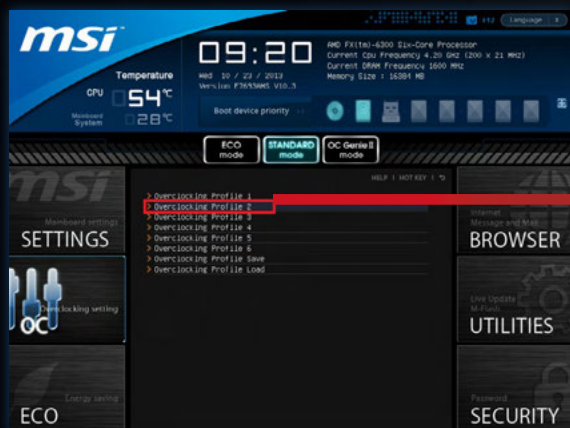 msi
Language X
09:20
Wed 10 / 23 / 2013
AMD FX(tm)-6300 Six-Core Processor
Current Cpu Frequency 4.20 GHz (200 x 21 MHz)
Current DRAM Frequency 1600 MHz
Memory Size : 16384 MB
Temperature
CPU 54°C
Mainboard
System 28°C
Boot device priority
ECO
mode
STANDARD
mode
OC Genie II
mode
HELP | HOT KEY |
msi
Mainboard settings
SETTINGS
Overclocking setting
OC
Energy saving
ECO
> Overclocking Profile 1
> Overclocking Profile 2
> Overclocking Profile 3
> Overclocking Profile 4
> Overclocking Profile 5
> Overclocking Profile 6
> Overclocking Profile Save
> Overclocking Profile Load
Internet
Message and Mail
BROWSER
Live Update
M-Flash
UTILITIES
Password
SECURITY